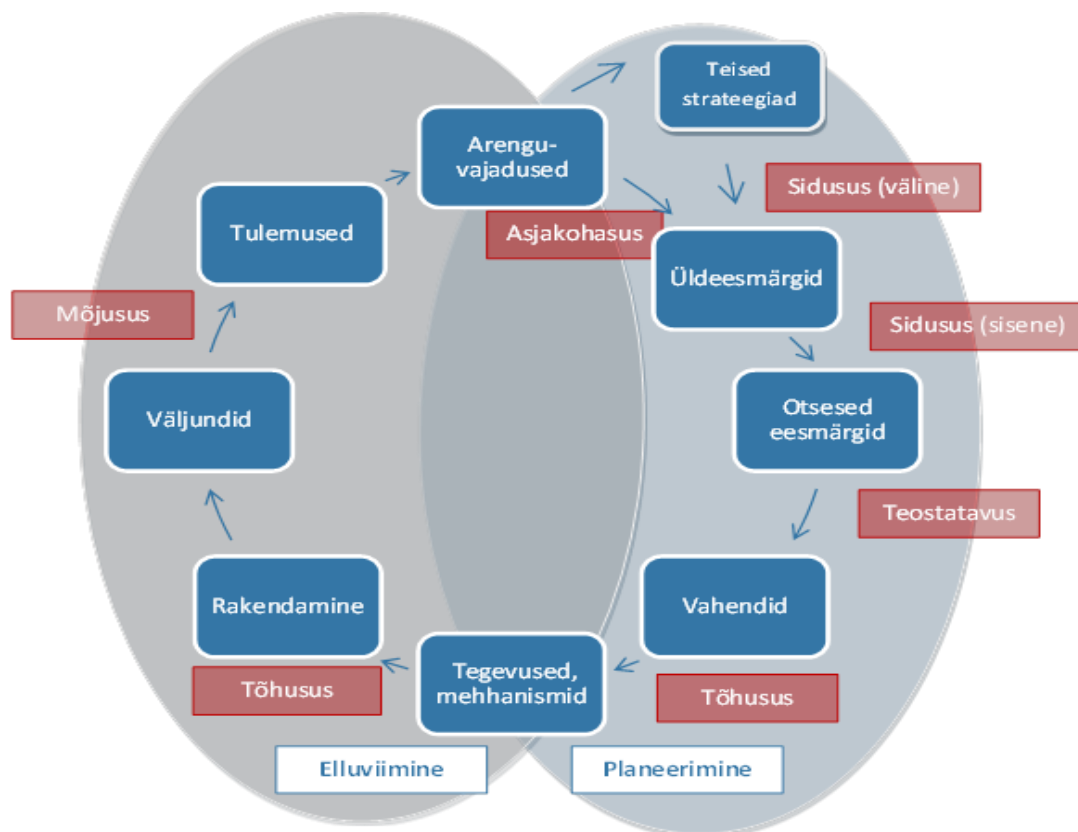 Teised
strateegiad
Arengu-
vajadused
Sidusus (väline)
Tulemused
Asjakohasus
Üldeesmärgid
Mõjusus
Sidusus (sisene)
Väljundid
Otsesed
eesmärgid
Teostatavus
Rakendamine
Vahendid
Tegevused,
mehhanismid
Tõhusus
Tõhusus
Elluviimine
Planeerimine